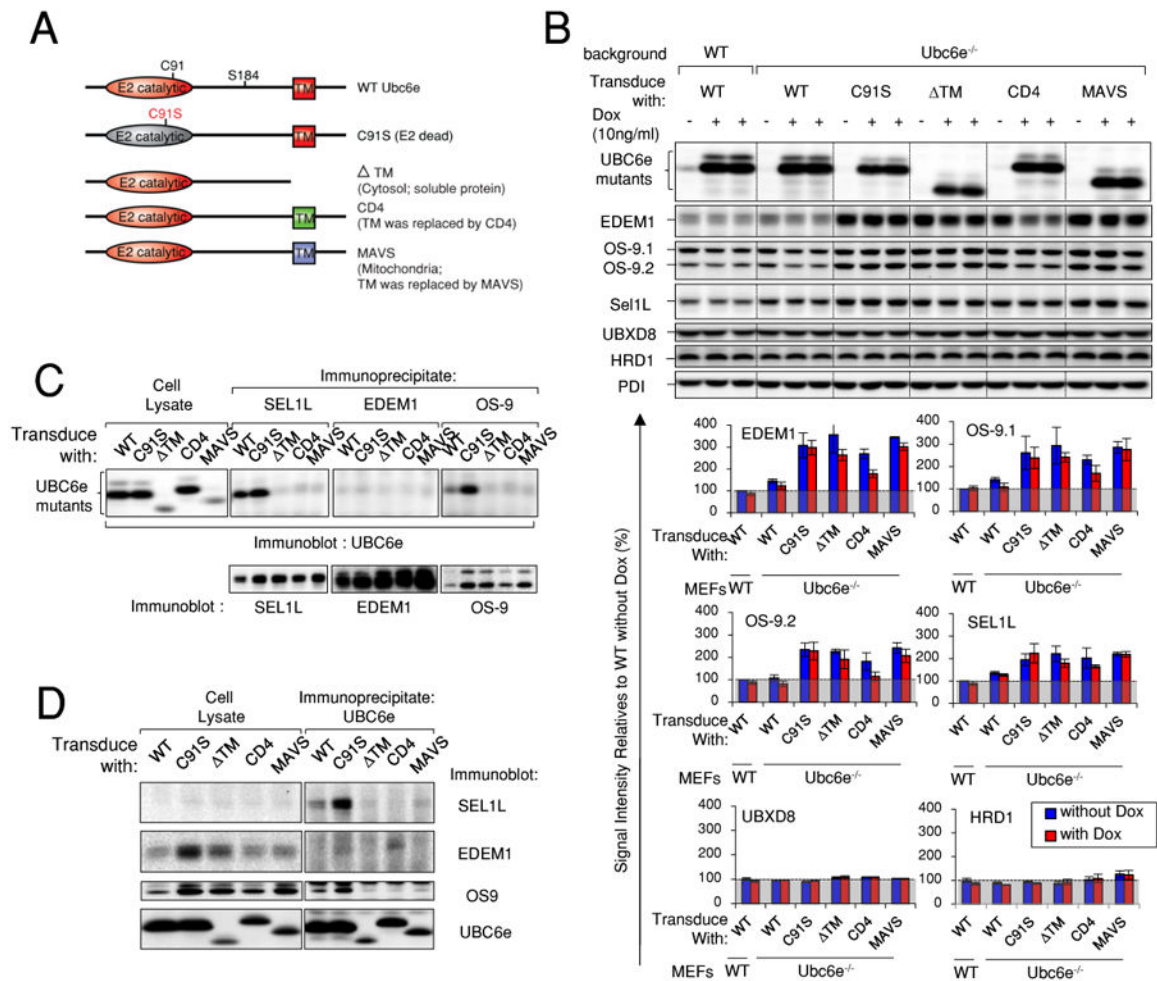 A
C91
S184
E2 catalytic
TM
WT Ubc6e
C91S
E2 catalytic
TM
C91S (E2 dead)
E2 catalytic
Δ TM
(Cytosol; soluble protein)
E2 catalytic
TM
CD4
(TM was replaced by CD4)
E2 catalytic
TM
MAVS
(Mitochondria;
TM was replaced by MAVS)
B
background WT Ubc6e-/-
Transduce with: WT WT C91S ΔTM CD4 MAVS
Dox (10ng/ml) - + + - + + - + + - + + - + + - + +
UBC6e mutants
EDEM1
OS-9.1
OS-9.2
Sel1L
UBXD8
HRD1
PDI
Signal Intensity Relatives to WT without Dox (%)
EDEM1
400
300
200
100
0
Transduce With: WT WT C91S ΔTM CD4 MAVS
MEFs WT Ubc6e-/-
OS-9.1
400
300
200
100
0
Transduce With: WT WT C91S ΔTM CD4 MAVS
MEFs WT Ubc6e-/-
OS-9.2
400
300
200
100
0
Transduce With: WT WT C91S ΔTM CD4 MAVS
MEFs WT Ubc6e-/-
SEL1L
400
300
200
100
0
Transduce With: WT WT C91S ΔTM CD4 MAVS
MEFs WT Ubc6e-/-
UBXD8
400
300
200
100
0
Transduce With: WT WT C91S ΔTM CD4 MAVS
MEFs WT Ubc6e-/-
HRD1
without Dox
with Dox
400
300
200
100
0
Transduce With: WT WT C91S ΔTM CD4 MAVS
MEFs WT Ubc6e-/-
C
Immunoprecipitate:
Cell Lysate SEL1L EDEM1 OS-9
Transduce with: WT C91S ΔTM CD4 MAVS WT C91S ΔTM CD4 MAVS WT C91S ΔTM CD4 MAVS WT C91S ΔTM CD4 MAVS
UBC6e mutants
Immunoblot : UBC6e
Immunoblot : SEL1L EDEM1 OS-9
D
Cell Lysate
Immunoprecipitate: UBC6e
Transduce with: WT C91S ΔTM CD4 MAVS WT C91S ΔTM CD4 MAVS
Immunoblot:
SEL1L
EDEM1
OS9
UBC6e